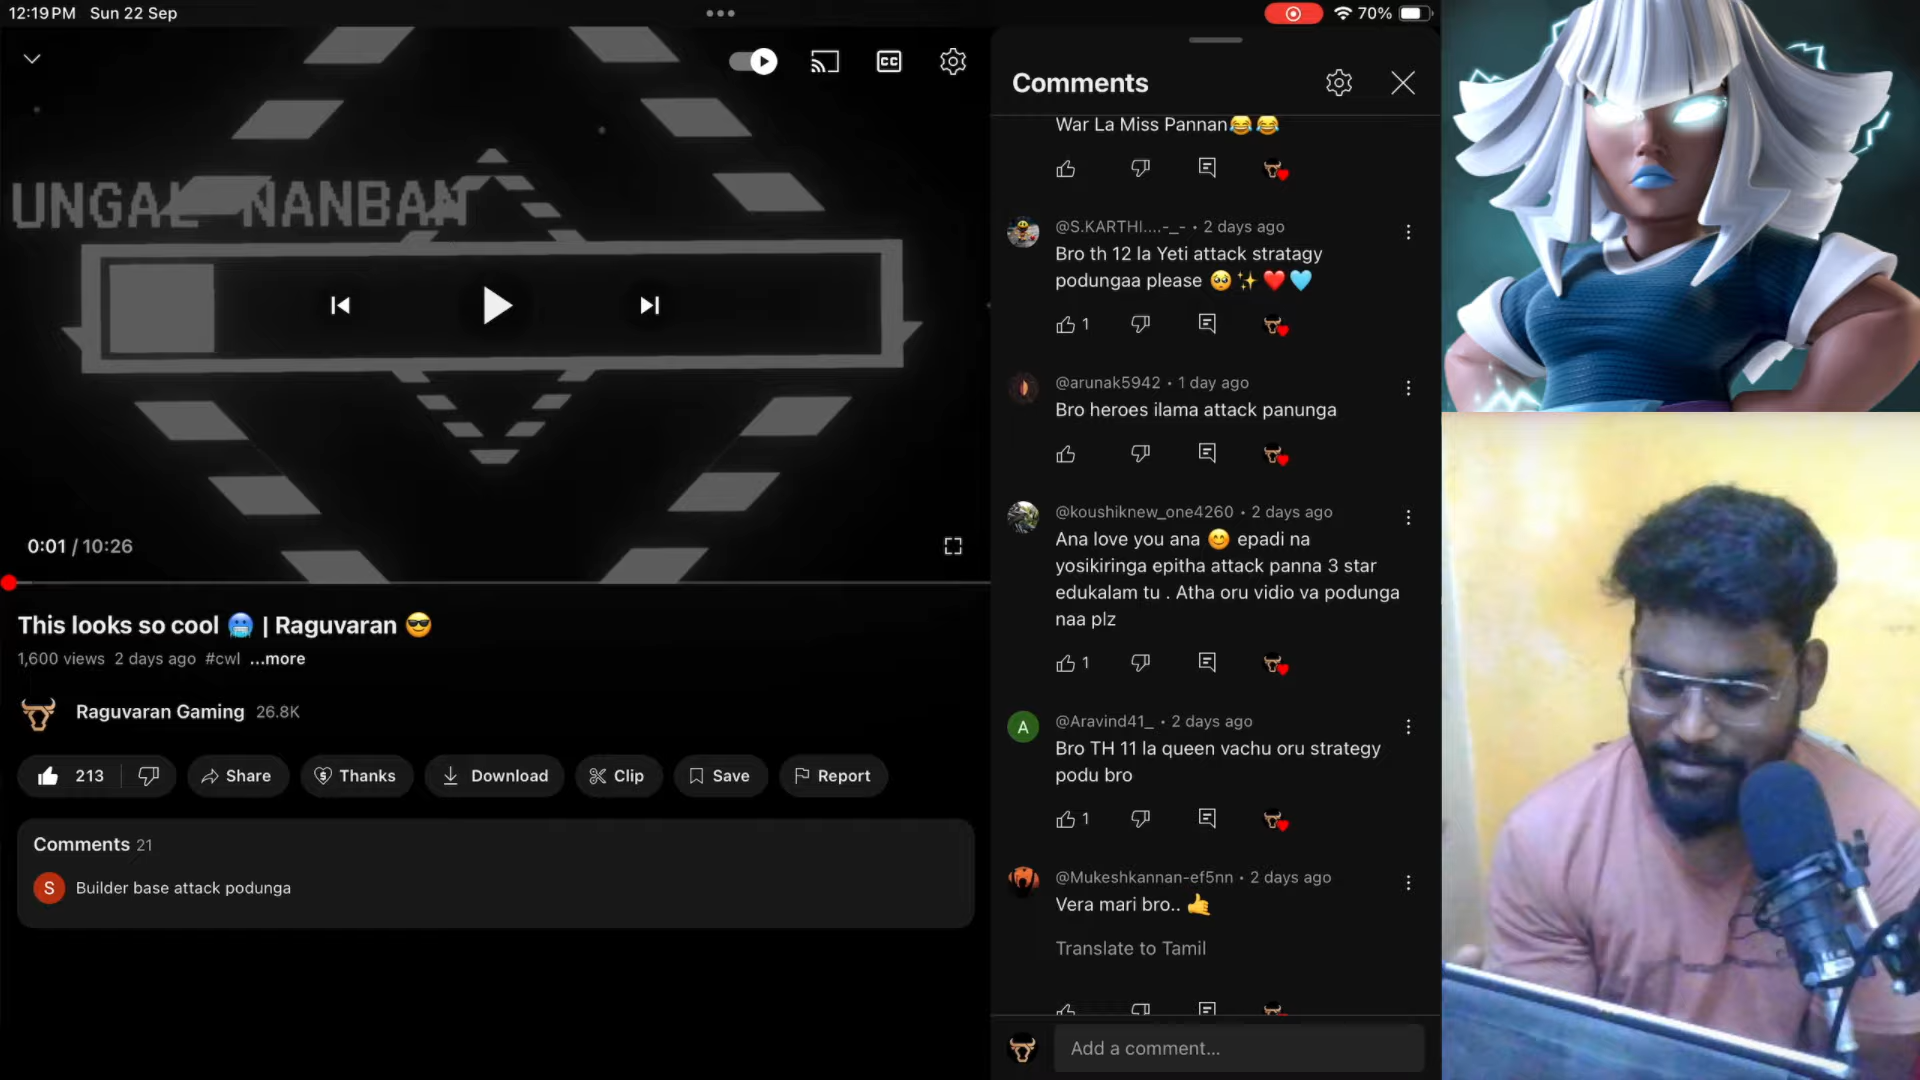 12:19 PM Sun 22 Sep
70%
CC
UNGAL NANBAN
0:01 / 10:26
This looks so cool 🥶 | Raguvaran 😎
1,600 views 2 days ago #cwl ...more
Raguvaran Gaming 26.8K
213 Share Thanks Download Clip Save Report
Comments 21
S Builder base attack podunga
Comments
War La Miss Pannan😂😂
@S.KARTHI....-_- • 2 days ago
Bro th 12 la Yeti attack stratagy
podungaa please 🥺✨❤️🩵
1
@arunak5942 • 1 day ago
Bro heroes ilama attack panunga
@koushiknew_one4260 • 2 days ago
Ana love you ana 😊 epadi na
yosikiringa epitha attack panna 3 star
edukalam tu . Atha oru vidio va podunga
naa plz
1
A @Aravind41_ • 2 days ago
Bro TH 11 la queen vachu oru strategy
podu bro
1
@Mukeshkannan-ef5nn • 2 days ago
Vera mari bro.. 🤙
Translate to Tamil
Add a comment...